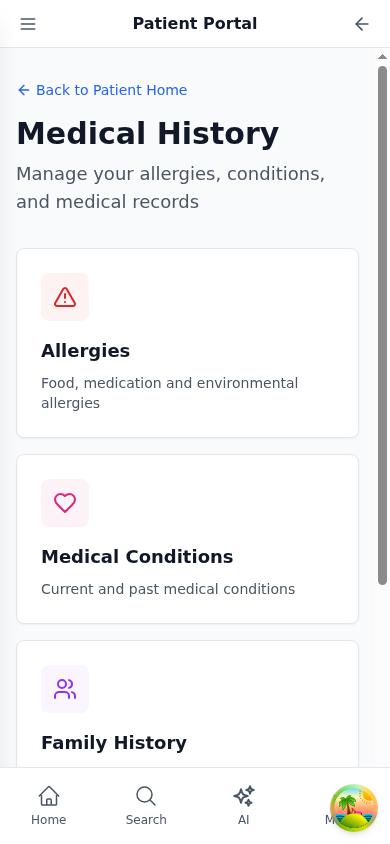 Patient Portal
Back to Patient Home
Medical History
Manage your allergies, conditions,
and medical records
Allergies
Food, medication and environmental
allergies
Medical Conditions
Current and past medical conditions
Family History
Home
Search
AI